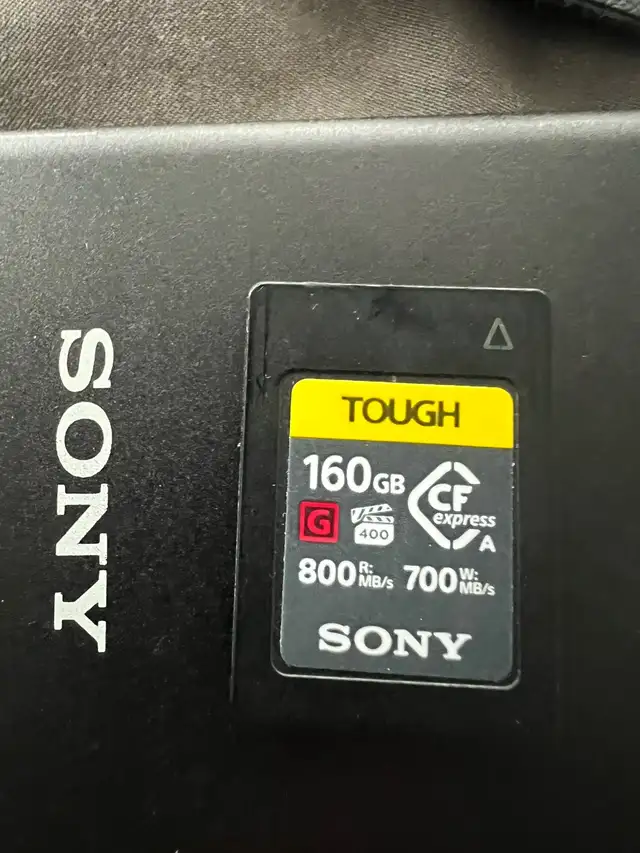 SONY
TOUGH
160GB
CF
express
G
400
A
800 R: MB/s 700 W: MB/s
SONY